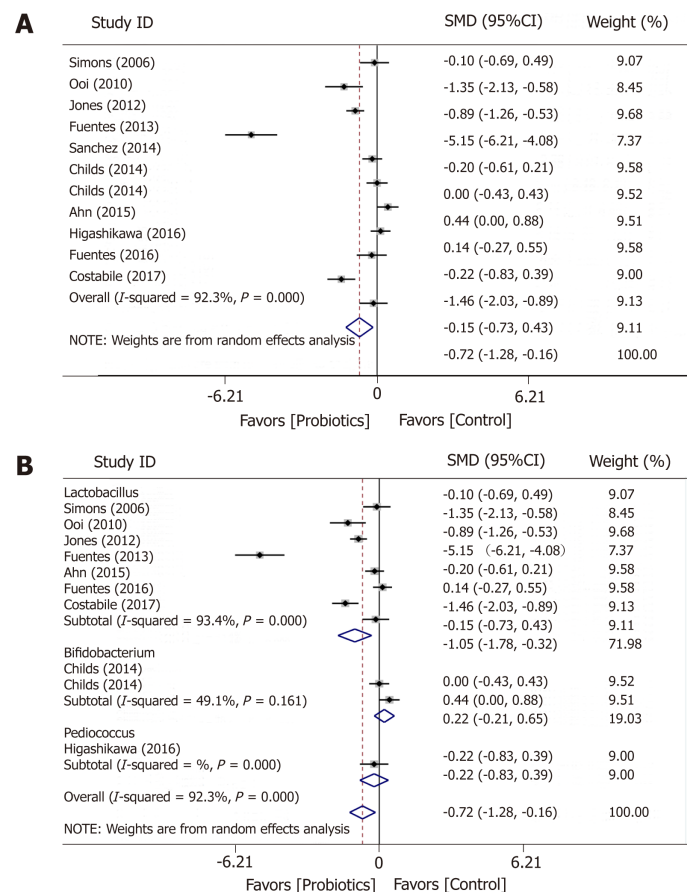 A
Study ID SMD (95%CI) Weight (%)
Simons (2006) -0.10 (-0.69, 0.49) 9.07
Ooi (2010) -1.35 (-2.13, -0.58) 8.45
Jones (2012) -0.89 (-1.26, -0.53) 9.68
Fuentes (2013) -5.15 (-6.21, -4.08) 7.37
Sanchez (2014) -0.20 (-0.61, 0.21) 9.58
Childs (2014) 0.00 (-0.43, 0.43) 9.52
Childs (2014) 0.44 (0.00, 0.88) 9.51
Ahn (2015) 0.14 (-0.27, 0.55) 9.58
Higashikawa (2016) -0.22 (-0.83, 0.39) 9.00
Fuentes (2016) -1.46 (-2.03, -0.89) 9.13
Costabile (2017) -0.15 (-0.73, 0.43) 9.11
Overall (I-squared = 92.3%, P = 0.000) -0.72 (-1.28, -0.16) 100.00
NOTE: Weights are from random effects analysis
-6.21 0 6.21
Favors [Probiotics] Favors [Control]
B
Study ID SMD (95%CI) Weight (%)
Lactobacillus
Simons (2006) -0.10 (-0.69, 0.49) 9.07
Ooi (2010) -1.35 (-2.13, -0.58) 8.45
Jones (2012) -0.89 (-1.26, -0.53) 9.68
Fuentes (2013) -5.15 (-6.21, -4.08) 7.37
Ahn (2015) -0.20 (-0.61, 0.21) 9.58
Fuentes (2016) 0.14 (-0.27, 0.55) 9.58
Costabile (2017) -1.46 (-2.03, -0.89) 9.13
Subtotal (I-squared = 93.4%, P = 0.000) -0.15 (-0.73, 0.43) 9.11
-1.05 (-1.78, -0.32) 71.98
Bifidobacterium
Childs (2014) 0.00 (-0.43, 0.43) 9.52
Childs (2014) 0.44 (0.00, 0.88) 9.51
Subtotal (I-squared = 49.1%, P = 0.161) 0.22 (-0.21, 0.65) 19.03
Pediococcus
Higashikawa (2016) -0.22 (-0.83, 0.39) 9.00
Subtotal (I-squared = %, P = 0.000) -0.22 (-0.83, 0.39) 9.00
Overall (I-squared = 92.3%, P = 0.000) -0.72 (-1.28, -0.16) 100.00
NOTE: Weights are from random effects analysis
-6.21 0 6.21
Favors [Probiotics] Favors [Control]